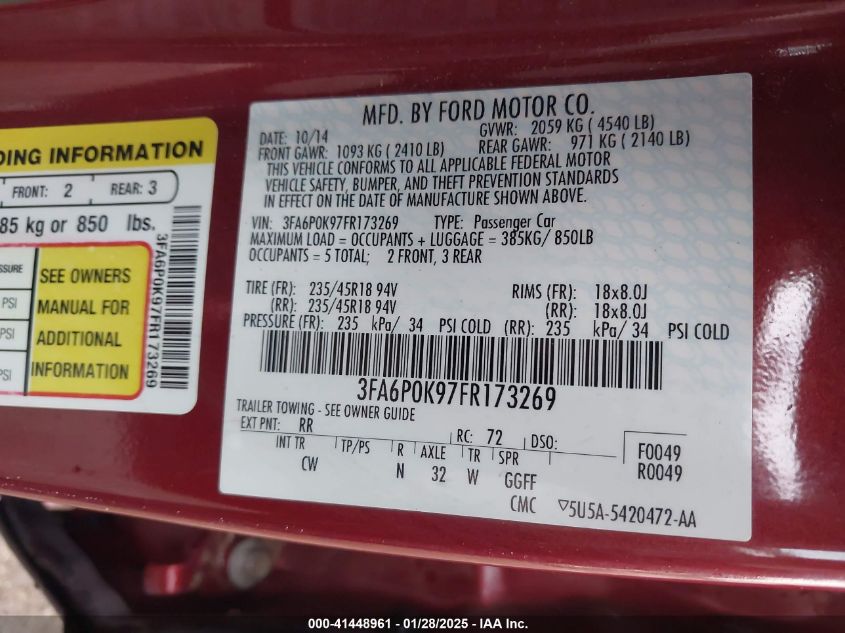 DING INFORMATION
FRONT: 2 REAR: 3
85 kg or 850 lbs.
SSURE
PSI
PSI
PSI
SEE OWNERS
MANUAL FOR
ADDITIONAL
INFORMATION
3FA6P0K97FR173269
MFD. BY FORD MOTOR CO.
DATE: 10/14 GVWR: 2059 KG ( 4540 LB)
FRONT GAWR: 1093 KG ( 2410 LB) REAR GAWR: 971 KG ( 2140 LB)
THIS VEHICLE CONFORMS TO ALL APPLICABLE FEDERAL MOTOR
VEHICLE SAFETY, BUMPER, AND THEFT PREVENTION STANDARDS
IN EFFECT ON THE DATE OF MANUFACTURE SHOWN ABOVE.
VIN: 3FA6P0K97FR173269 TYPE: Passenger Car
MAXIMUM LOAD = OCCUPANTS + LUGGAGE = 385KG/ 850LB
OCCUPANTS = 5 TOTAL; 2 FRONT, 3 REAR
TIRE (FR): 235/45R18 94V RIMS (FR): 18x8.0J
(RR): 235/45R18 94V (RR): 18x8.0J
PRESSURE (FR): 235 kPa/ 34 PSI COLD (RR): 235 kPa/ 34 PSI COLD
3FA6P0K97FR173269
TRAILER TOWING - SEE OWNER GUIDE
EXT PNT: RR RC: 72 DSO: F0049
INT TR TP/PS R AXLE TR SPR R0049
CW N 32 W GGFF
CMC ▽5U5A-5420472-AA
000-41448961 - 01/28/2025 - IAA Inc.